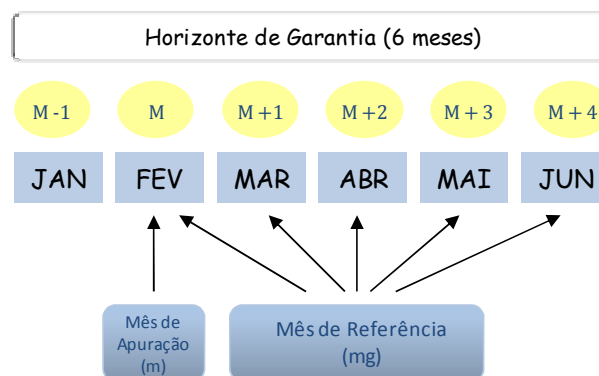 Horizonte de Garantia (6 meses)
M -1 M M +1 M+2 M + 3 M + 4
JAN FEV MAR ABR MAI JUN
Mês de
Apuração
(m)
Mês de Referência
(mg)